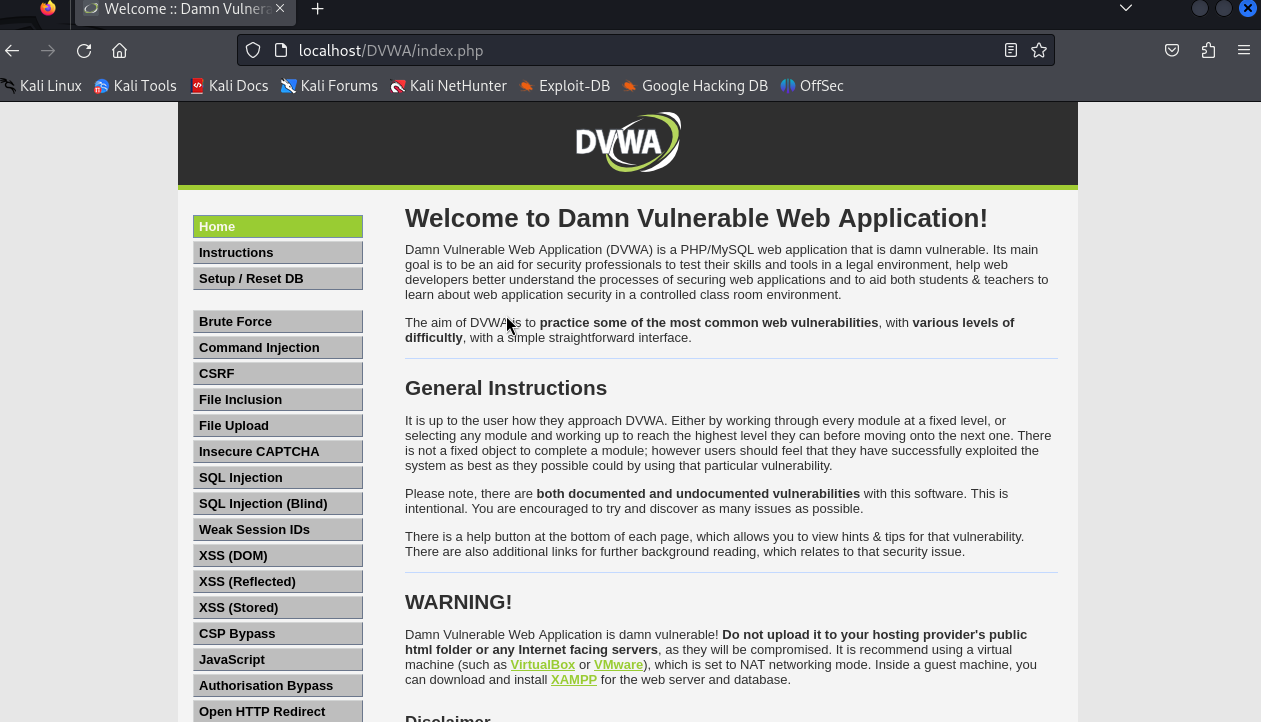 Welcome :: Damn Vulnera
localhost/DVWA/index.php
Kali Linux Kali Tools Kali Docs Kali Forums Kali NetHunter Exploit-DB Google Hacking DB OffSec
DVWA
Home
Instructions
Setup / Reset DB
Brute Force
Command Injection
CSRF
File Inclusion
File Upload
Insecure CAPTCHA
SQL Injection
SQL Injection (Blind)
Weak Session IDs
XSS (DOM)
XSS (Reflected)
XSS (Stored)
CSP Bypass
JavaScript
Authorisation Bypass
Open HTTP Redirect
Welcome to Damn Vulnerable Web Application!
Damn Vulnerable Web Application (DVWA) is a PHP/MySQL web application that is damn vulnerable. Its main
goal is to be an aid for security professionals to test their skills and tools in a legal environment, help web
developers better understand the processes of securing web applications and to aid both students & teachers to
learn about web application security in a controlled class room environment.
The aim of DVWA is to practice some of the most common web vulnerabilities, with various levels of
difficultly, with a simple straightforward interface.
General Instructions
It is up to the user how they approach DVWA. Either by working through every module at a fixed level, or
selecting any module and working up to reach the highest level they can before moving onto the next one. There
is not a fixed object to complete a module; however users should feel that they have successfully exploited the
system as best as they possible could by using that particular vulnerability.
Please note, there are both documented and undocumented vulnerabilities with this software. This is
intentional. You are encouraged to try and discover as many issues as possible.
There is a help button at the bottom of each page, which allows you to view hints & tips for that vulnerability.
There are also additional links for further background reading, which relates to that security issue.
WARNING!
Damn Vulnerable Web Application is damn vulnerable! Do not upload it to your hosting provider's public
html folder or any Internet facing servers, as they will be compromised. It is recommend using a virtual
machine (such as VirtualBox or VMware), which is set to NAT networking mode. Inside a guest machine, you
can download and install XAMPP for the web server and database.
Disclaimer